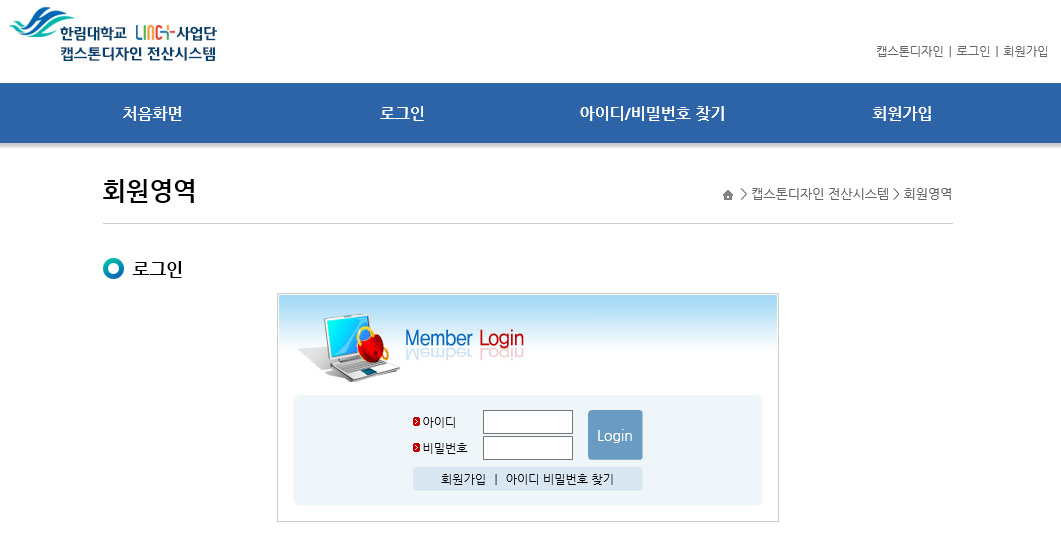 한림대학교 LINC+사업단
캡스톤디자인 전산시스템
캡스톤디자인 | 로그인 | 회원가입
처음화면 로그인 아이디/비밀번호 찾기 회원가입
회원영역
> 캡스톤디자인 전산시스템 > 회원영역
로그인
Member Login
아이디
비밀번호
Login
회원가입 | 아이디 비밀번호 찾기